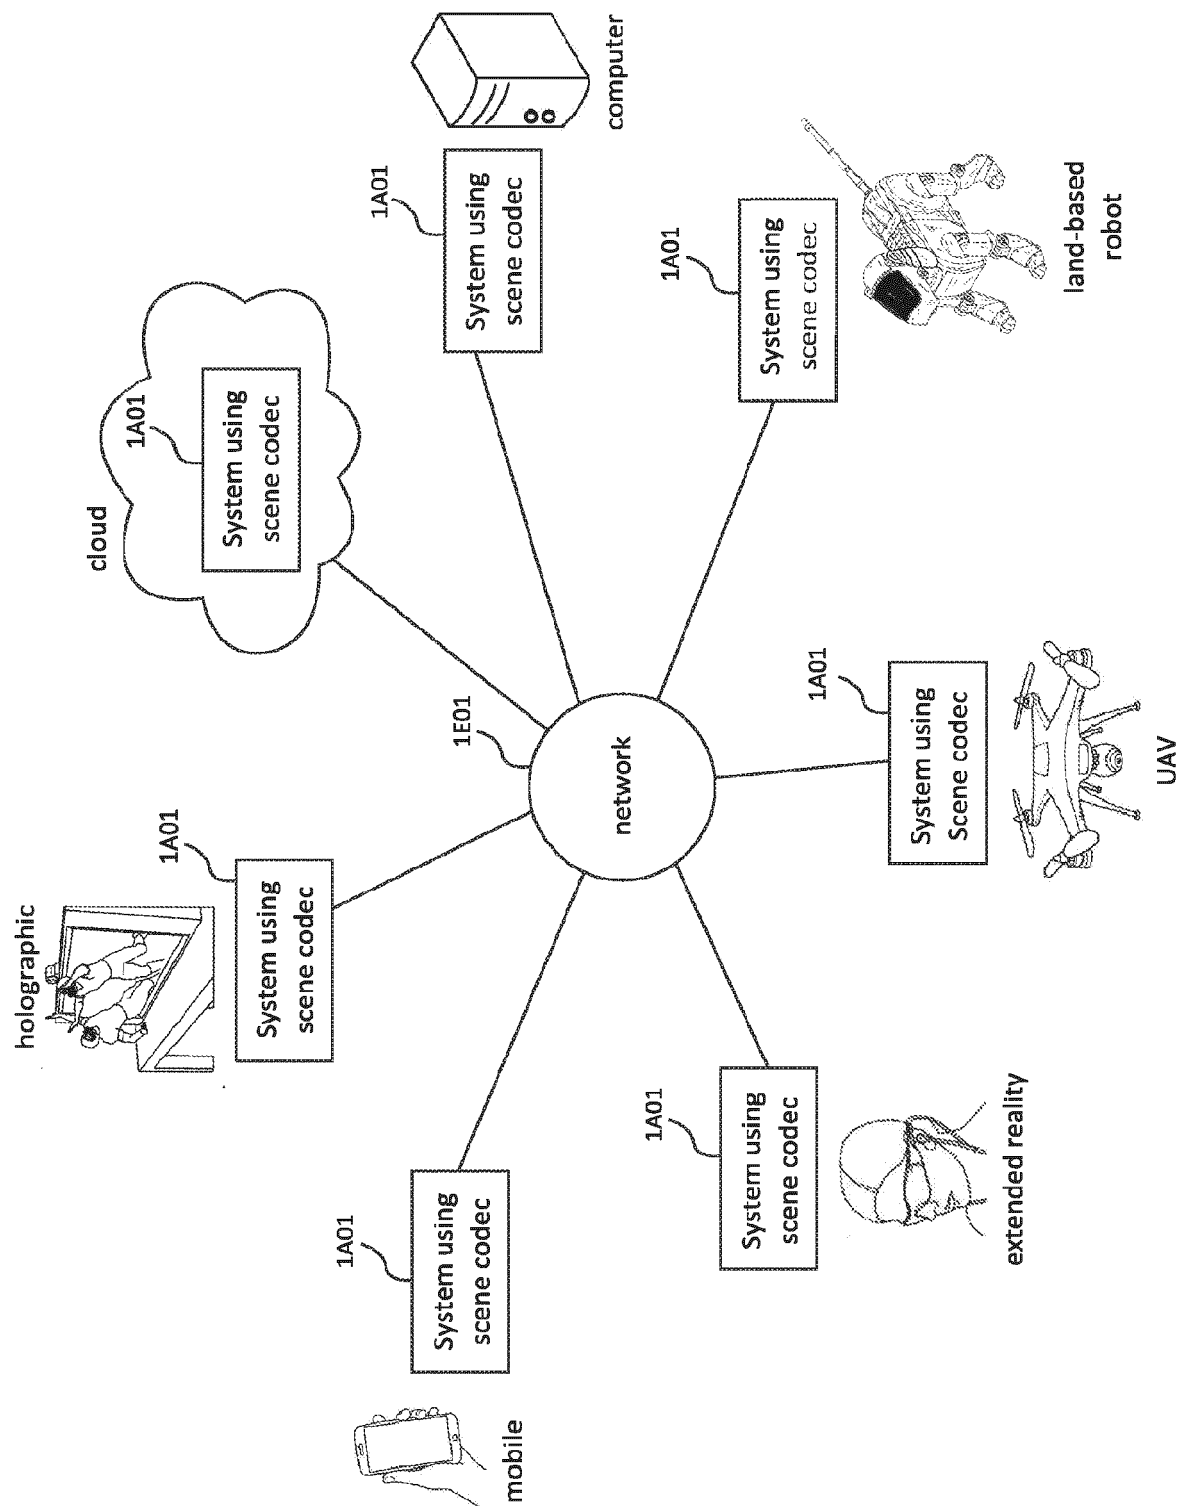 holographic
1A01
System using
scene codec
cloud
1A01
System using
scene codec
1A01
System using
scene codec
mobile
1A01
System using
scene codec
computer
1E01
network
1A01
System using
scene codec
extended reality
1A01
System using
Scene codec
UAV
1A01
System using
scene codec
land-based
robot